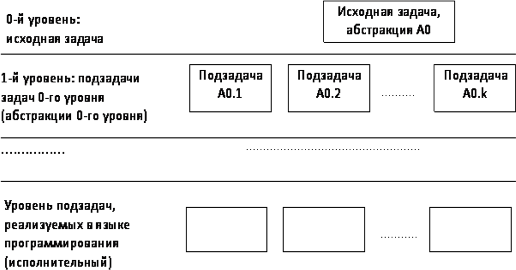 0-й уровень:
исходная задача
Исходная задача,
абстракция А0
1-й уровень: подзадачи
задач 0-го уровня
(абстракции 0-го уровня)
Подзадача
А0.1
Подзадача
А0.2
..........
Подзадача
А0.k
................
......................................................
Уровень подзадач,
реализуемых в языке
программирования
(исполнительный)
...........